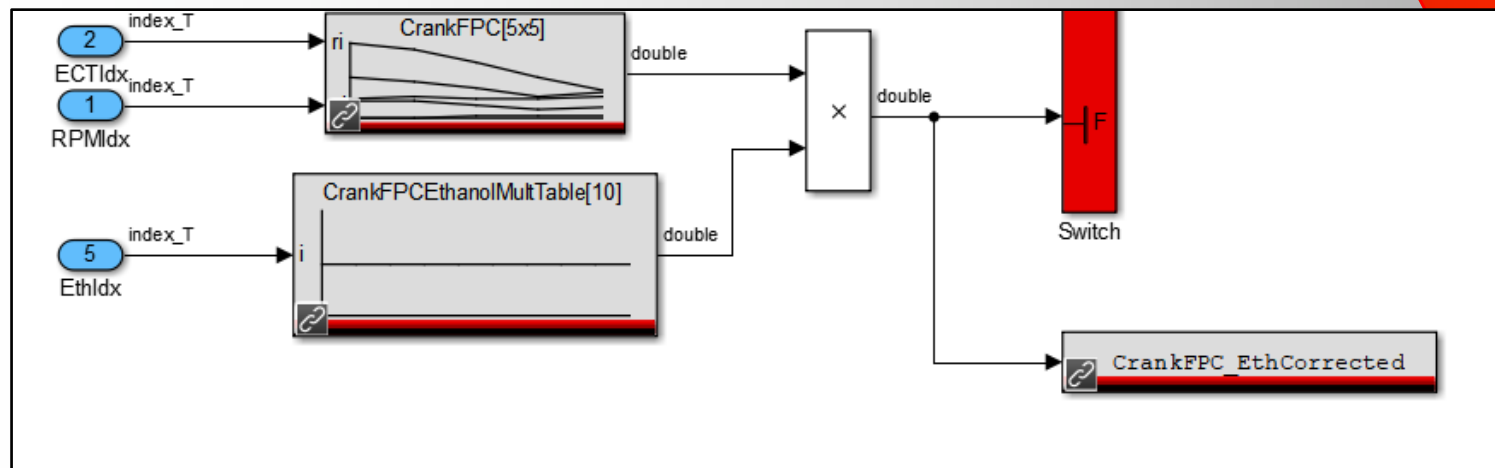 index_T
2
ECTIdx
index_T
1
RPMIdx
CrankFPC[5x5]
ri
double
CrankFPCEthanolMultTable[10]
index_T
5
EthIdx
i
double
×
double
F
Switch
CrankFPC_EthCorrected